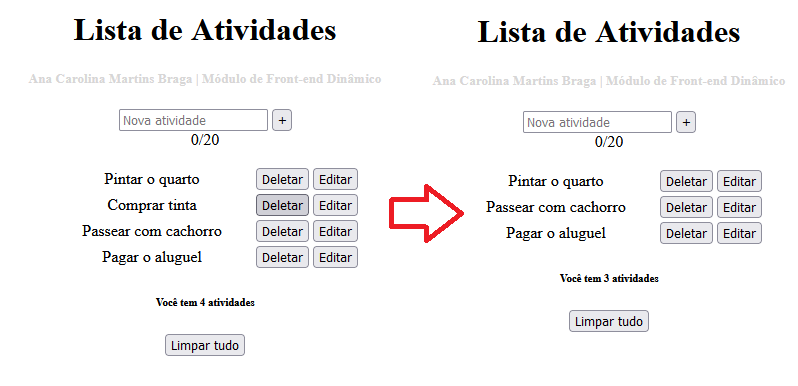 Lista de Atividades
Ana Carolina Martins Braga | Módulo de Front-end Dinâmico
Nova atividade +
0/20
Pintar o quarto Deletar Editar
Comprar tinta Deletar Editar
Passear com cachorro Deletar Editar
Pagar o aluguel Deletar Editar
Você tem 4 atividades
Limpar tudo
Lista de Atividades
Ana Carolina Martins Braga | Módulo de Front-end Dinâmico
Nova atividade +
0/20
Pintar o quarto Deletar Editar
Passear com cachorro Deletar Editar
Pagar o aluguel Deletar Editar
Você tem 3 atividades
Limpar tudo